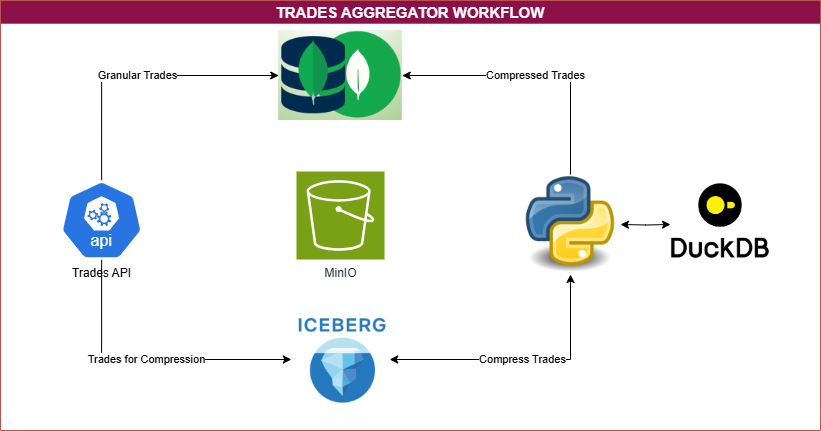 TRADES AGGREGATOR WORKFLOW
Granular Trades
Compressed Trades
api
Trades API
MinIO
DuckDB
ICEBERG
Trades for Compression
Compress Trades